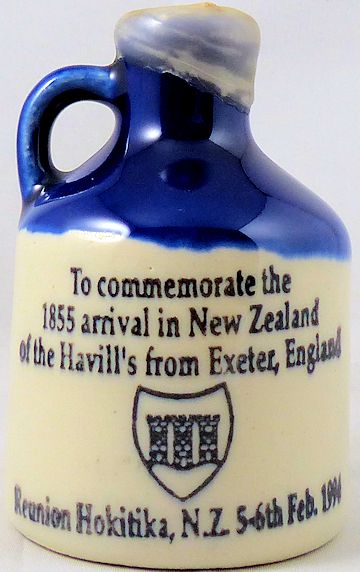 To commemorate the
1855 arrival in New Zealand
of the Havill's from Exeter, England
Reunion Hokitika, N.Z. 5-6th Feb. 1994